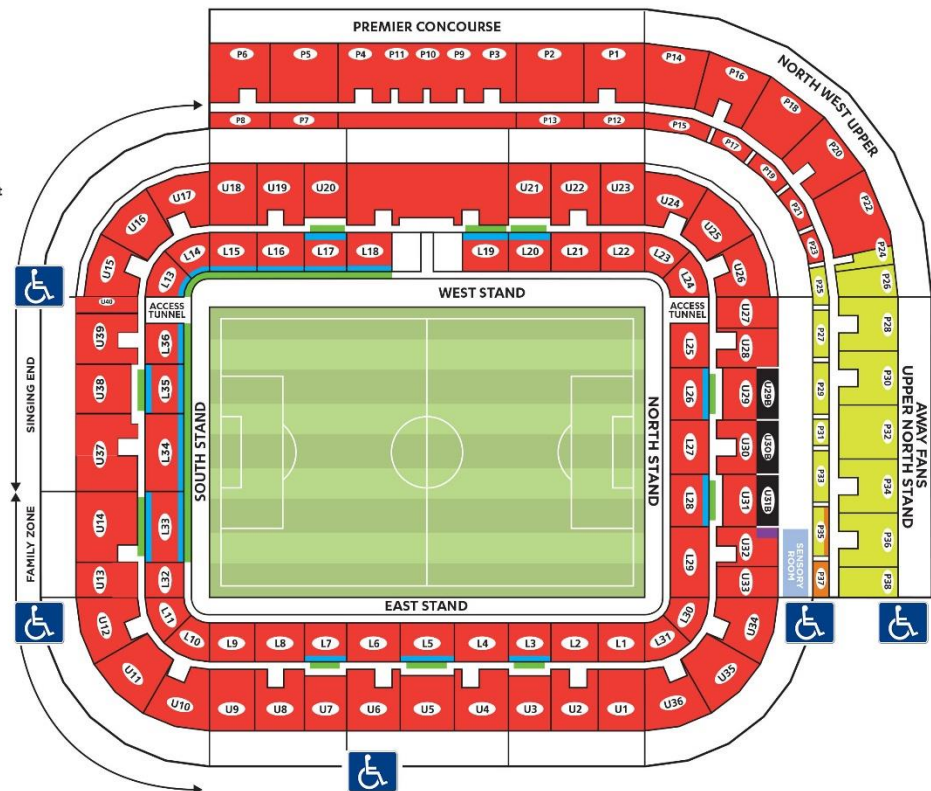 PREMIER CONCOURSE
P6 P5 P4 P11 P10 P9 P3 P2 P1 P14
P16
P18
P20
P22
P24
P26
NORTH WEST UPPER
P8 P7 P13 P12 P15
P17
P19
P21
P23
P25
U18 U19 U20 U21 U22 U23
U17 U24
U16 U25
U15 U26
L14 L15 L16 L17 L18 L19 L20 L21 L22 L23
L13 L24
WEST STAND
U40
ACCESS
TUNNEL
ACCESS
TUNNEL
U27
U39 L36 L25 U28
U38 L35 L26 U29 U29B
U37 L34 L27 U30 U30B
U14 L33 L28 U31 U31B
U13 L32 L29 U32
U33
SINGING END
FAMILY ZONE
SOUTH STAND
NORTH STAND
SENSORY
ROOM
P27 P28
P29 P30
P31 P32
P33 P34
P35 P36
P37 P38
AWAY FANS
UPPER NORTH STAND
EAST STAND
U12 L11 L30 U34
L10 L9 L8 L7 L6 L5 L4 L3 L2 L1 L31
U11 U35
U10 U9 U8 U7 U6 U5 U4 U3 U2 U1 U36